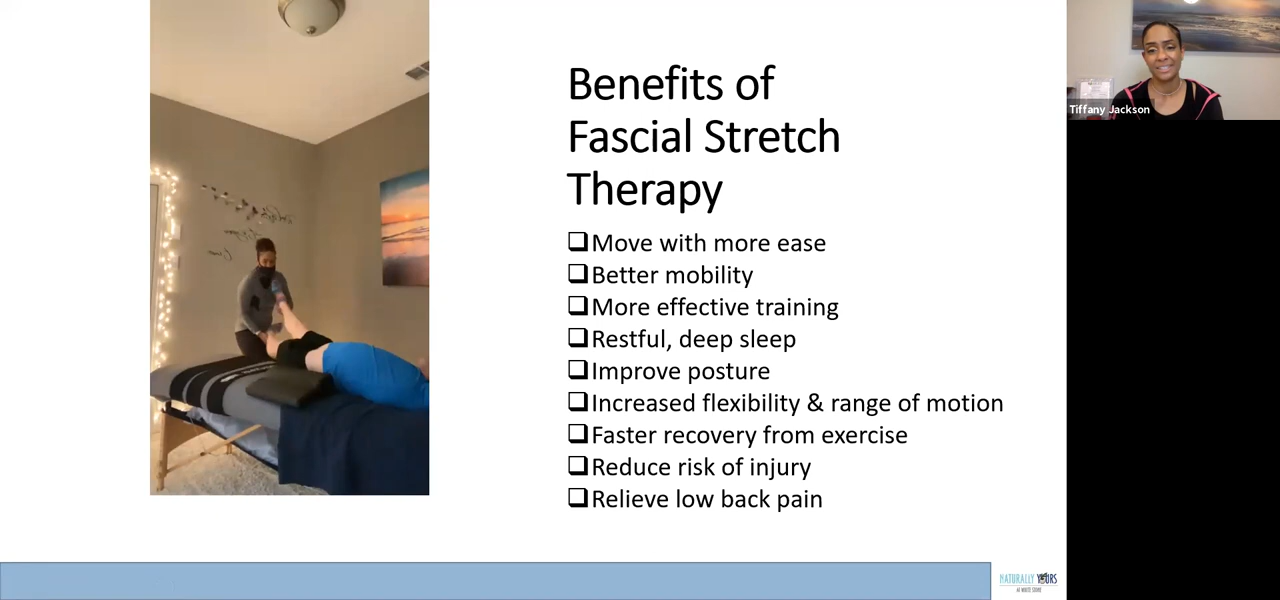 Benefits of
Fascial Stretch
Therapy
Move with more ease
Better mobility
More effective training
Restful, deep sleep
Improve posture
Increased flexibility & range of motion
Faster recovery from exercise
Reduce risk of injury
Relieve low back pain
Tiffany Jackson
NATURALLY YOURS